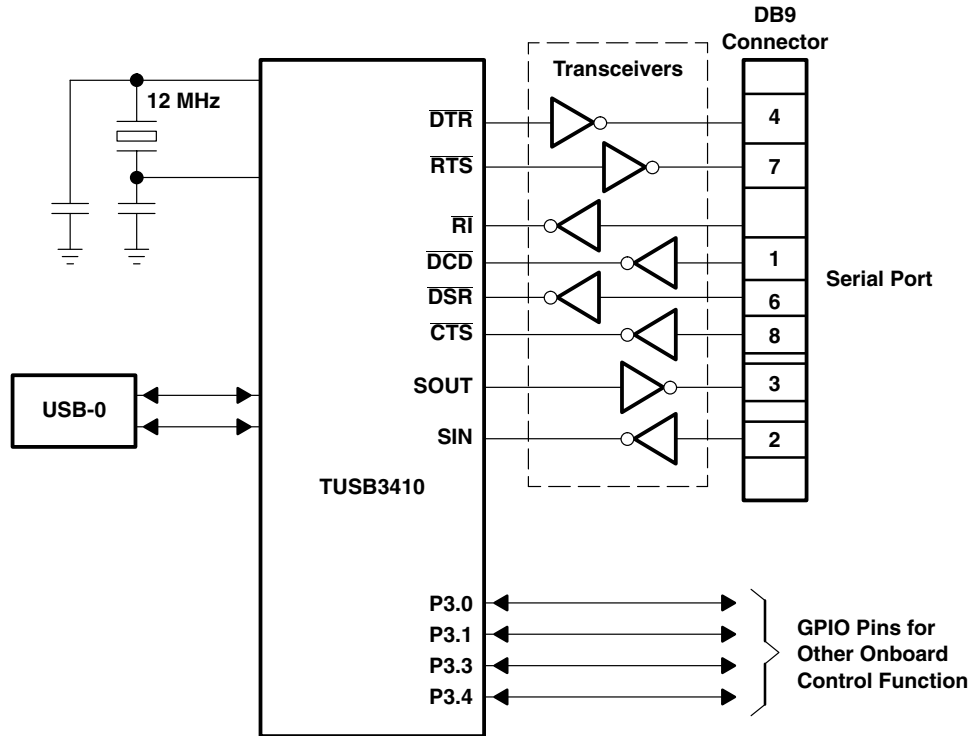 DB9
Connector
Transceivers
12 MHz
DTR
4
RTS
7
RI
DCD
1
DSR
6
CTS
8
SOUT
3
SIN
2
Serial Port
USB-0
TUSB3410
P3.0
P3.1
P3.3
P3.4
GPIO Pins for
Other Onboard
Control Function